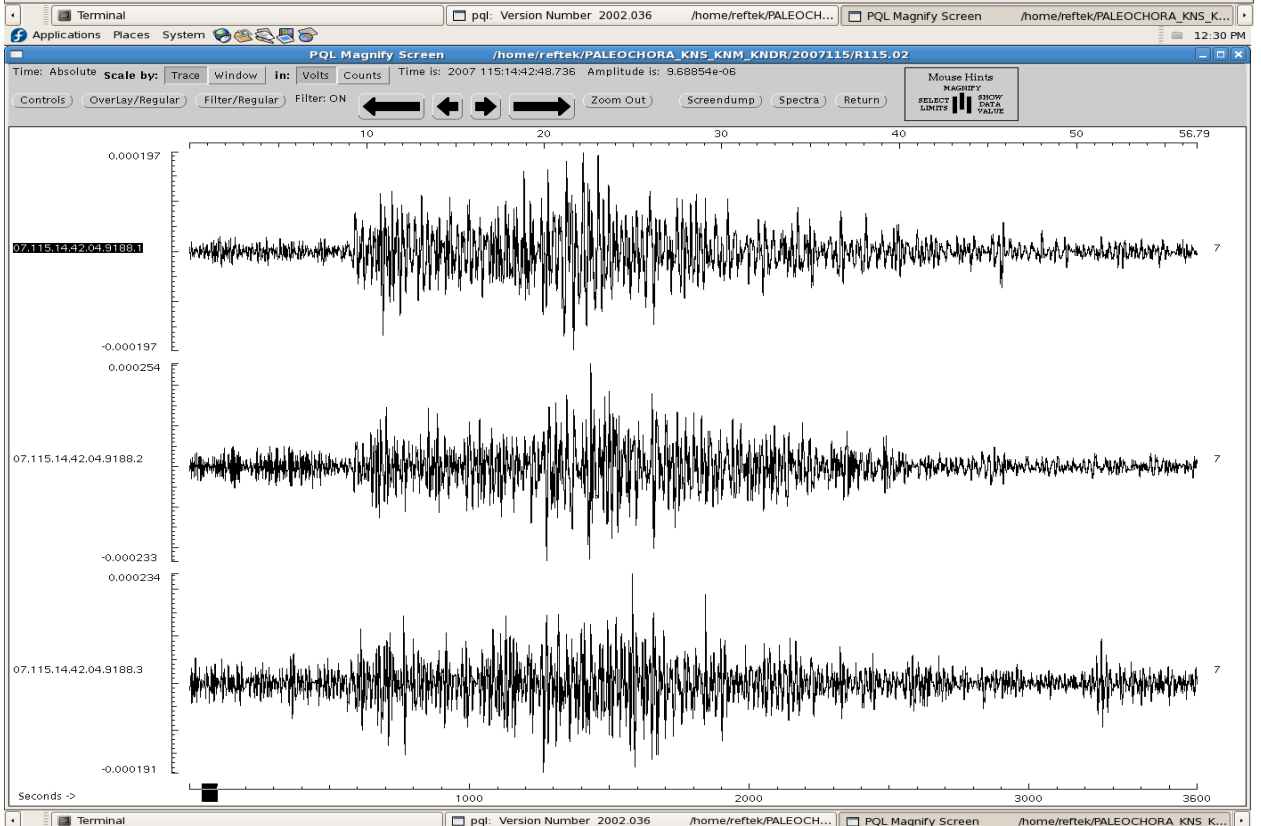 Terminal
pql: Version Number 2002.036 /home/reftek/PALEOCH...
PQL Magnify Screen /home/reftek/PALEOCHORA_KNS_K...
Applications Places System
12:30 PM
PQL Magnify Screen /home/reftek/PALEOCHORA_KNS_KNM_KNDR/2007115/R115.02
Time: Absolute Scale by: Trace Window in: Volts Counts Time is: 2007 115:14:42:48.736 Amplitude is: 9.68854e-06
Controls Overlay/Regular Filter/Regular Filter: ON Zoom Out Screendump Spectra Return
Mouse Hints
MAGNIFY
SELECT LIMITS
SHOW DATA VALUE
10 20 30 40 50 56.79
0.000197
07.115.14.42.04.9188.1
7
-0.000197
0.000254
07.115.14.42.04.9188.2
7
-0.000233
0.000234
07.115.14.42.04.9188.3
7
-0.000191
Seconds ->
1000 2000 3000 3600
Terminal
pql: Version Number 2002.036 /home/reftek/PALEOCH...
PQL Magnify Screen /home/reftek/PALEOCHORA_KNS_K...